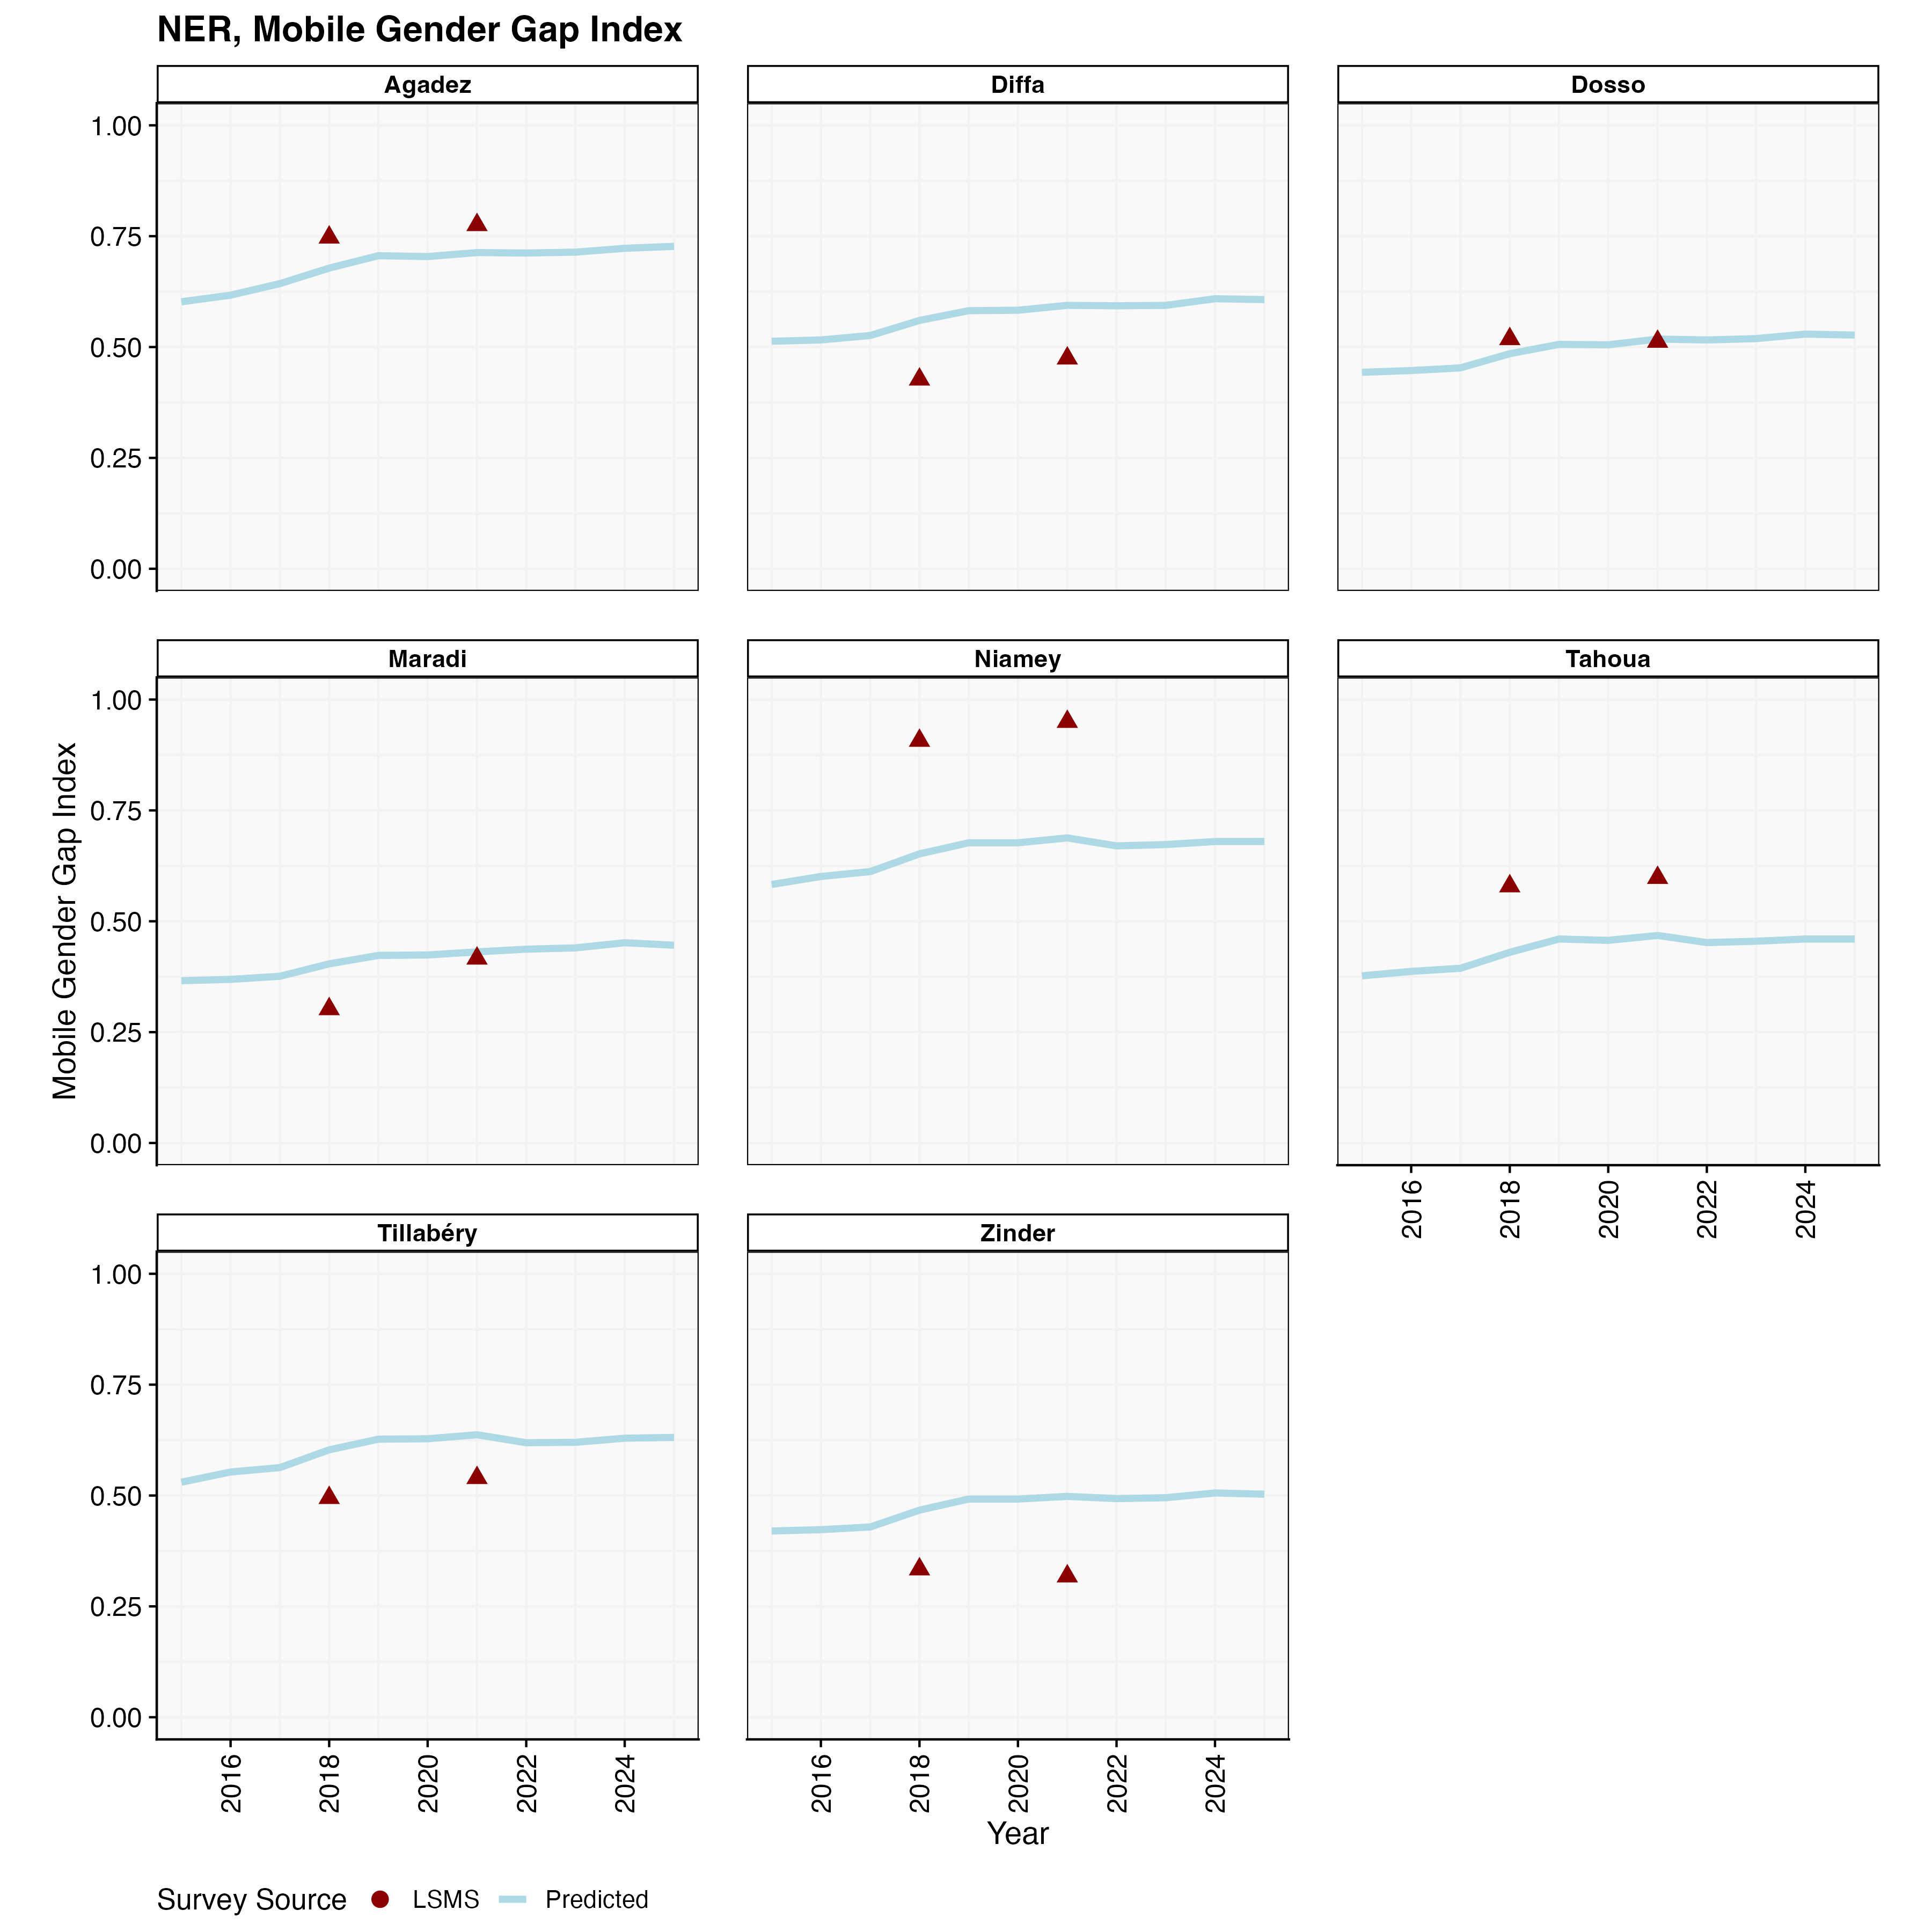 NER, Mobile Gender Gap Index
Agadez
Diffa
Dosso
1.00
0.75
0.50
0.25
0.00
Maradi
Niamey
Tahoua
1.00
0.75
0.50
0.25
0.00
2016
2018
2020
2022
2024
Mobile Gender Gap Index
Tillabéry
Zinder
1.00
0.75
0.50
0.25
0.00
2016
2018
2020
2022
2024
2016
2018
2020
2022
2024
Year
Survey Source
LSMS
Predicted